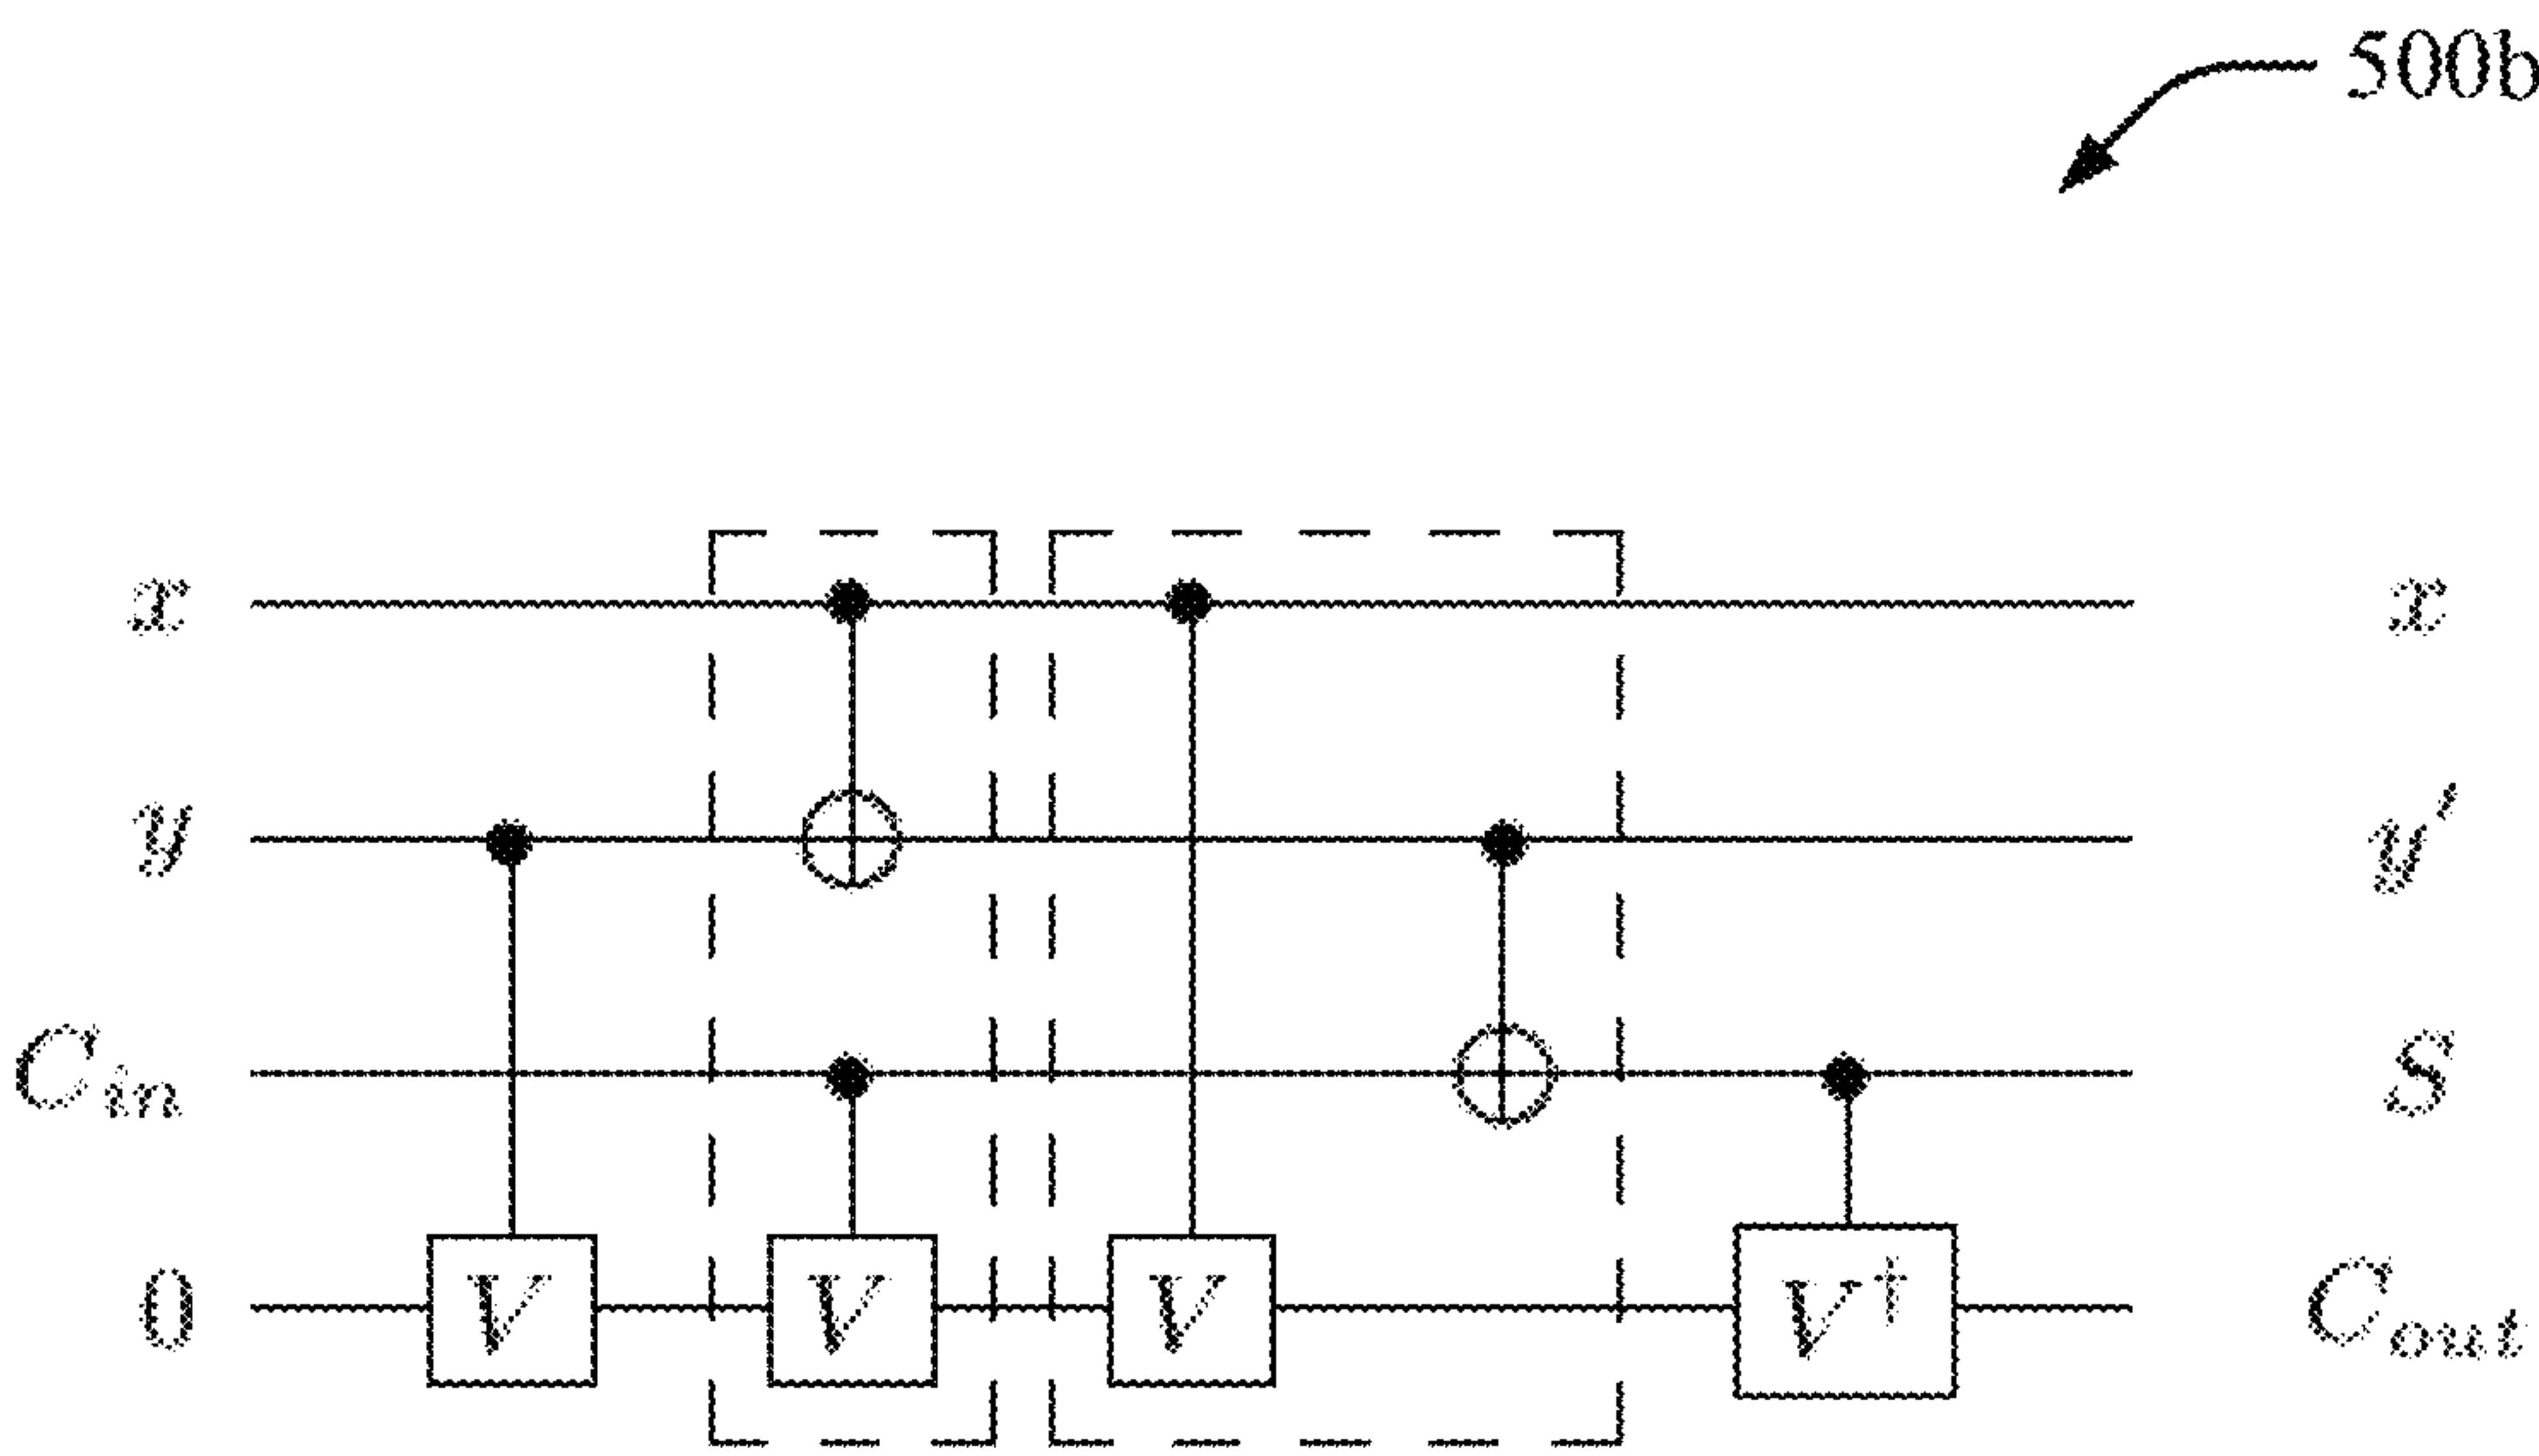 500b
x x
y y′
C_in S
V V V V†
0 C_out